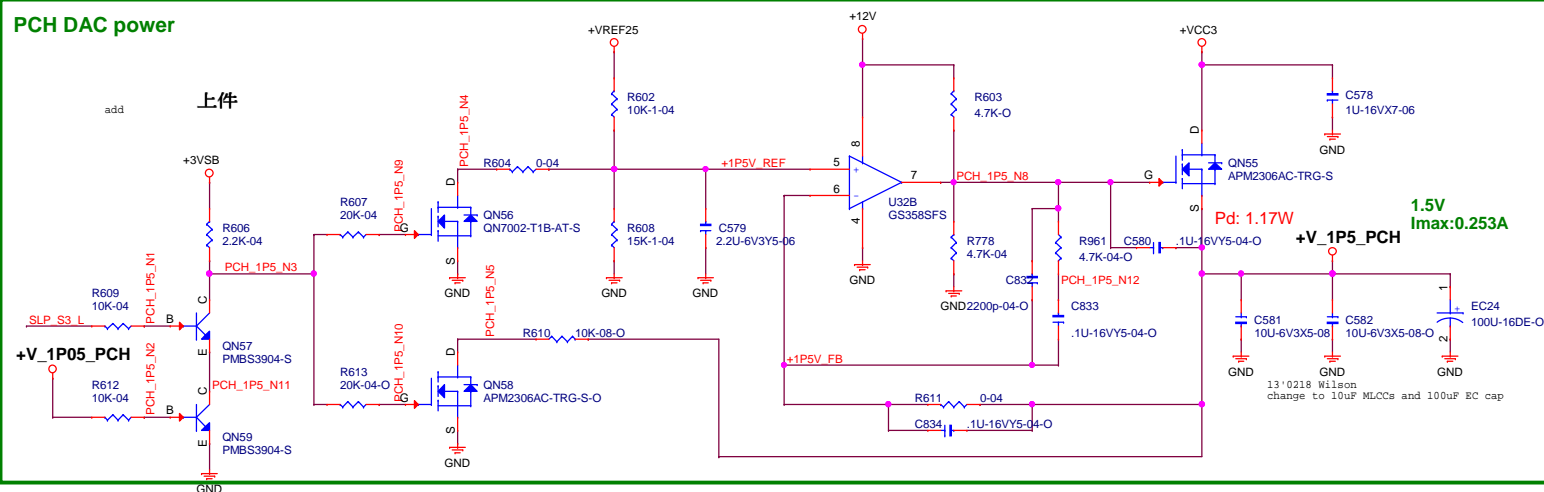 PCH DAC power
add
上件
+3VSB
R606
2.2K-04
PCH_1P5_N3
PCH_1P5_N1
R609
10K-04
SLP_S3_L
B
C
E
QN57
PMBS3904-S
+V_1P05_PCH
PCH_1P5_N2
R612
10K-04
B
C
E
PCH_1P5_N11
QN59
PMBS3904-S
GND
R607
20K-04
PCH_1P5_N9
PCH_1P5_N4
G
D
S
QN56
QN7002-T1B-AT-S
GND
R604
0-04
R613
20K-04-O
PCH_1P5_N10
PCH_1P5_N5
G
D
S
QN58
APM2306AC-TRG-S-O
GND
R610
10K-08-O
+VREF25
R602
10K-1-04
R608
15K-1-04
GND
C579
2.2U-6V3Y5-06
GND
+1P5V_REF
+12V
R603
4.7K-O
5
6
8
7
4
+
-
U32B
GS358SFS
GND
PCH_1P5_N8
R778
4.7K-04
GND
C832
2200p-04-O
R961
4.7K-04-O
PCH_1P5_N12
C833
.1U-16VY5-04-O
+1P5V_FB
R611
0-04
C834
.1U-16VY5-04-O
C580
.1U-16VY5-04-O
+VCC3
C578
1U-16VX7-06
GND
G
D
S
QN55
APM2306AC-TRG-S
Pd: 1.17W
1.5V
Imax:0.253A
+V_1P5_PCH
C581
10U-6V3X5-08
GND
C582
10U-6V3X5-08-O
GND
1
2
EC24
100U-16DE-O
GND
13'0218 Wilson
change to 10uF MLCCs and 100uF EC cap